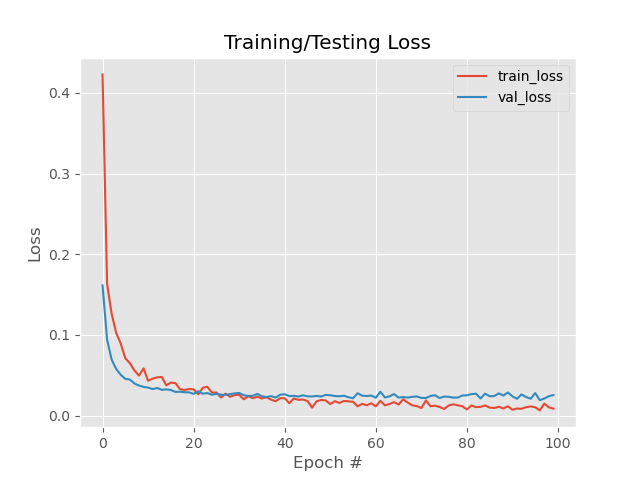 Training/Testing Loss
train_loss
val_loss
0.4
0.3
0.2
0.1
0.0
Loss
0 20 40 60 80 100
Epoch #